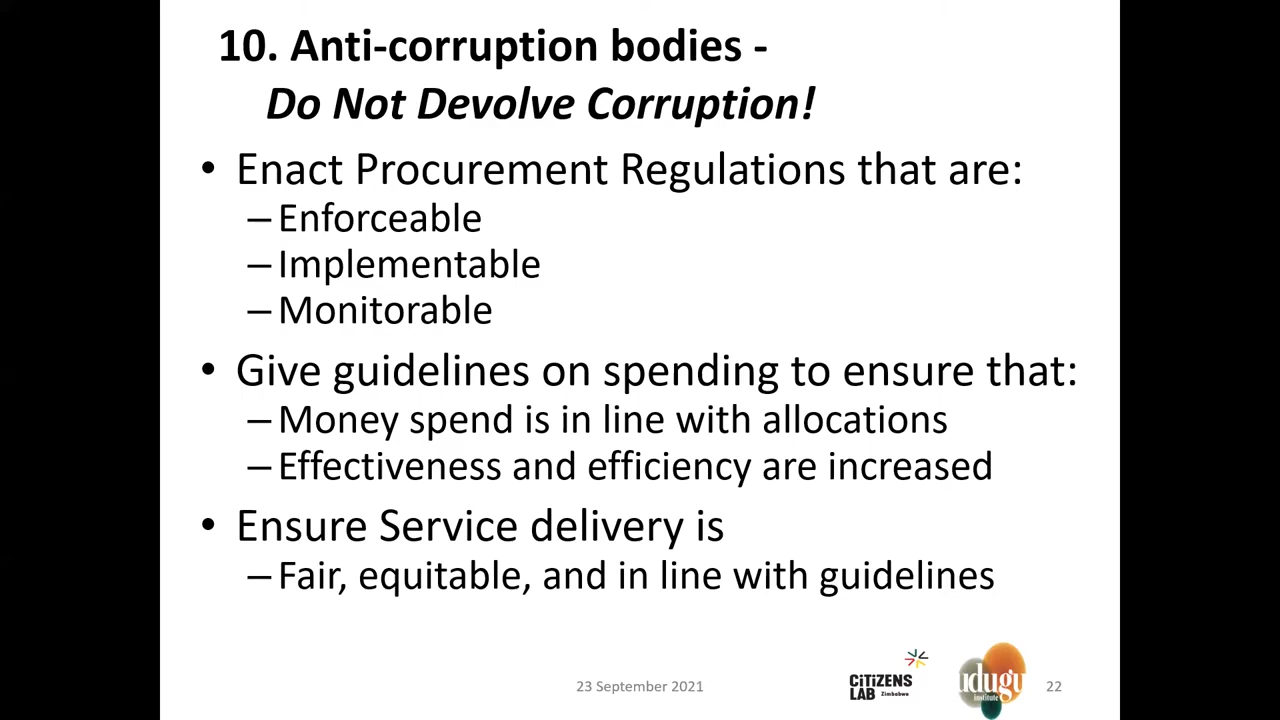 10. Anti-corruption bodies -
Do Not Devolve Corruption!
• Enact Procurement Regulations that are:
– Enforceable
– Implementable
– Monitorable
• Give guidelines on spending to ensure that:
– Money spend is in line with allocations
– Effectiveness and efficiency are increased
• Ensure Service delivery is
– Fair, equitable, and in line with guidelines
23 September 2021
CiTiZENS
LAB Zimbabwe
udugu
institute
22